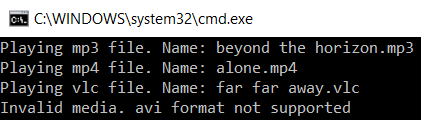 C:\WINDOWS\system32\cmd.exe
Playing mp3 file. Name: beyond the horizon.mp3
Playing mp4 file. Name: alone.mp4
Playing vlc file. Name: far far away.vlc
Invalid media. avi format not supported